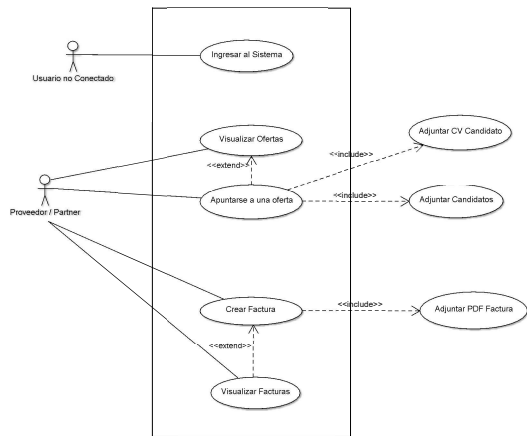 Ingresar al Sistema
Usuario no Conectado
Visualizar Ofertas
Adjuntar CV Candidato
<<include>>
<<extend>>
Apuntarse a una oferta
<<include>>
Adjuntar Candidatos
Proveedor / Partner
Crear Factura
<<include>>
Adjuntar PDF Factura
<<extend>>
Visualizar Facturas